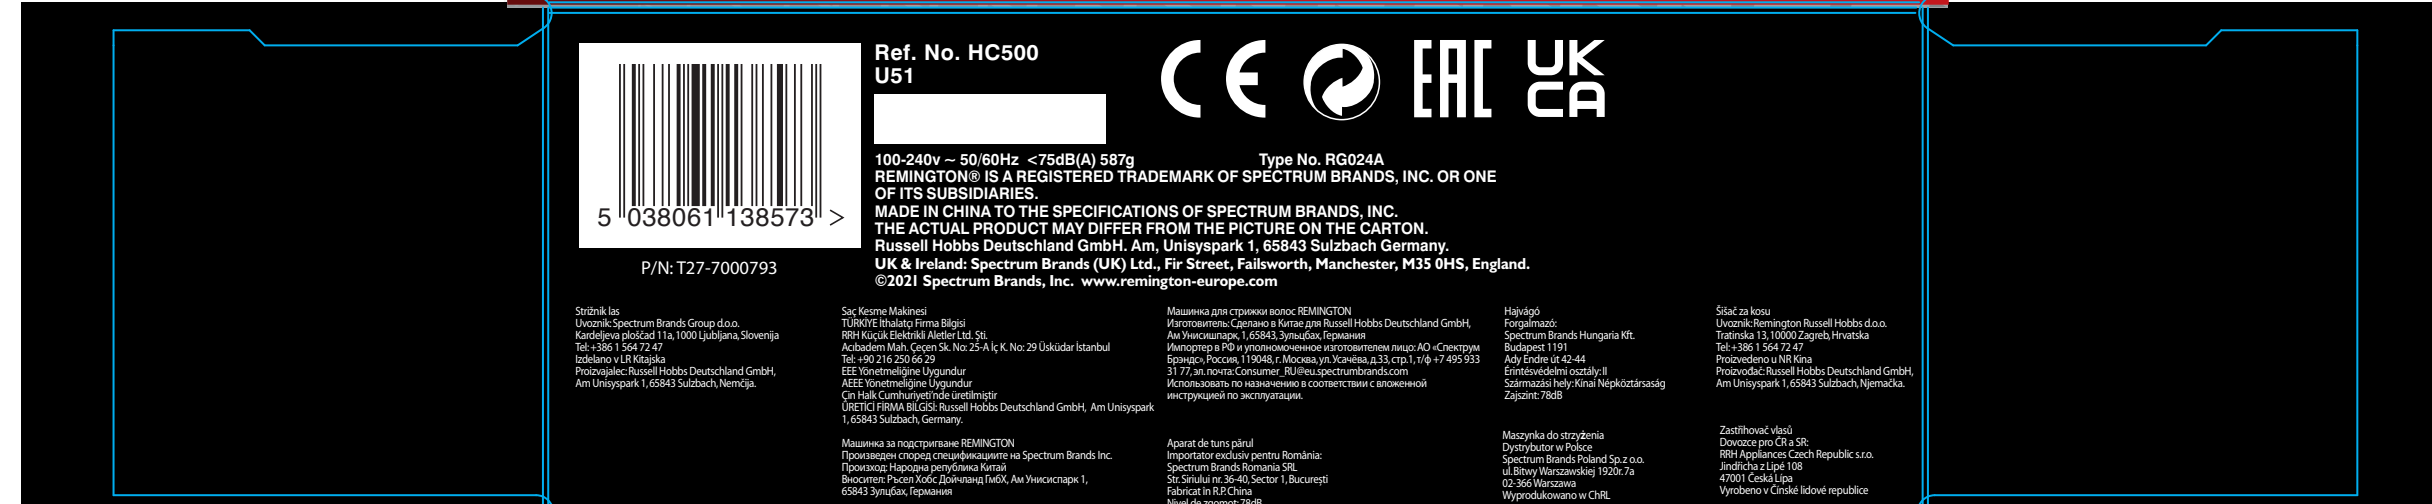 5 038061 138573 >
P/N: T27-7000793
Ref. No. HC500
U51
CE
EAC
UK
CA
100-240v ~ 50/60Hz <75dB(A) 587g Type No. RG024A
REMINGTON® IS A REGISTERED TRADEMARK OF SPECTRUM BRANDS, INC. OR ONE
OF ITS SUBSIDIARIES.
MADE IN CHINA TO THE SPECIFICATIONS OF SPECTRUM BRANDS, INC.
THE ACTUAL PRODUCT MAY DIFFER FROM THE PICTURE ON THE CARTON.
Russell Hobbs Deutschland GmbH. Am, Unisyspark 1, 65843 Sulzbach Germany.
UK & Ireland: Spectrum Brands (UK) Ltd., Fir Street, Failsworth, Manchester, M35 0HS, England.
©2021 Spectrum Brands, Inc. www.remington-europe.com
Strižnik las
Uvoznik: Spectrum Brands Group d.o.o.
Kardeljeva ploščad 11a, 1000 Ljubljana, Slovenija
Tel: +386 1 564 72 47
Izdelano v LR Kitajska
Proizvajalec: Russell Hobbs Deutschland GmbH,
Am Unisyspark 1, 65843 Sulzbach, Nemčija.
Saç Kesme Makinesi
TÜRKİYE İthalatçı Firma Bilgisi
RRH Küçük Elektrikli Aletler Ltd. Şti.
Acıbadem Mah. Çeçen Sk. No: 25-A İç K. No: 29 Üsküdar İstanbul
Tel: +90 216 250 66 29
EEE Yönetmeliğine Uygundur
AEEE Yönetmeliğine Uygundur
Çin Halk Cumhuriyeti'nde üretilmiştir
ÜRETİCİ FİRMA BİLGİSİ: Russell Hobbs Deutschland GmbH, Am Unisyspark
1, 65843 Sulzbach, Germany.
Машинка за подстригване REMINGTON
Произведен според спецификациите на Spectrum Brands Inc.
Произход: Народна република Китай
Вносител: Ръсел Хобс Дойчланд ГмбХ, Ам Унисиспарк 1,
65843 Зулцбах, Германия
Машинка для стрижки волос REMINGTON
Изготовитель: Сделано в Китае для Russell Hobbs Deutschland GmbH,
Ам Унисишпарк, 1, 65843, Зульцбах, Германия
Импортер в РФ и уполномоченное изготовителем лицо: АО «Спектрум
Брэндс», Россия, 119048, г. Москва, ул. Усачёва, д.33, стр.1, т/ф +7 495 933
31 77, эл. почта: Consumer_RU@eu.spectrumbrands.com
Использовать по назначению в соответствии с вложенной
инструкцией по эксплуатации.
Aparat de tuns părul
Importator exclusiv pentru România:
Spectrum Brands Romania SRL
Str. Siriului nr. 36-40, Sector 1, București
Fabricat în R.P. China
Nivel de zgomot: 78dB
Hajvágó
Forgalmazó:
Spectrum Brands Hungaria Kft.
Budapest 1191
Ady Endre út 42-44
Érintésvédelmi osztály: II
Származási hely: Kínai Népköztársaság
Zajszint: 78dB
Maszynka do strzyżenia
Dystrybutor w Polsce
Spectrum Brands Poland Sp. z o.o.
ul. Bitwy Warszawskiej 1920r. 7a
02-366 Warszawa
Wyprodukowano w ChRL
Šišač za kosu
Uvoznik: Remington Russell Hobbs d.o.o.
Tratinska 13, 10000 Zagreb, Hrvatska
Tel: +386 1 564 72 47
Proizvedeno u NR Kina
Proizvođač: Russell Hobbs Deutschland GmbH,
Am Unisyspark 1, 65843 Sulzbach, Njemačka.
Zastřihovač vlasů
Dovozce pro ČR a SR:
RRH Appliances Czech Republic s.r.o.
Jindřicha z Lipé 108
47001 Česká Lípa
Vyrobeno v Čínské lidové republice